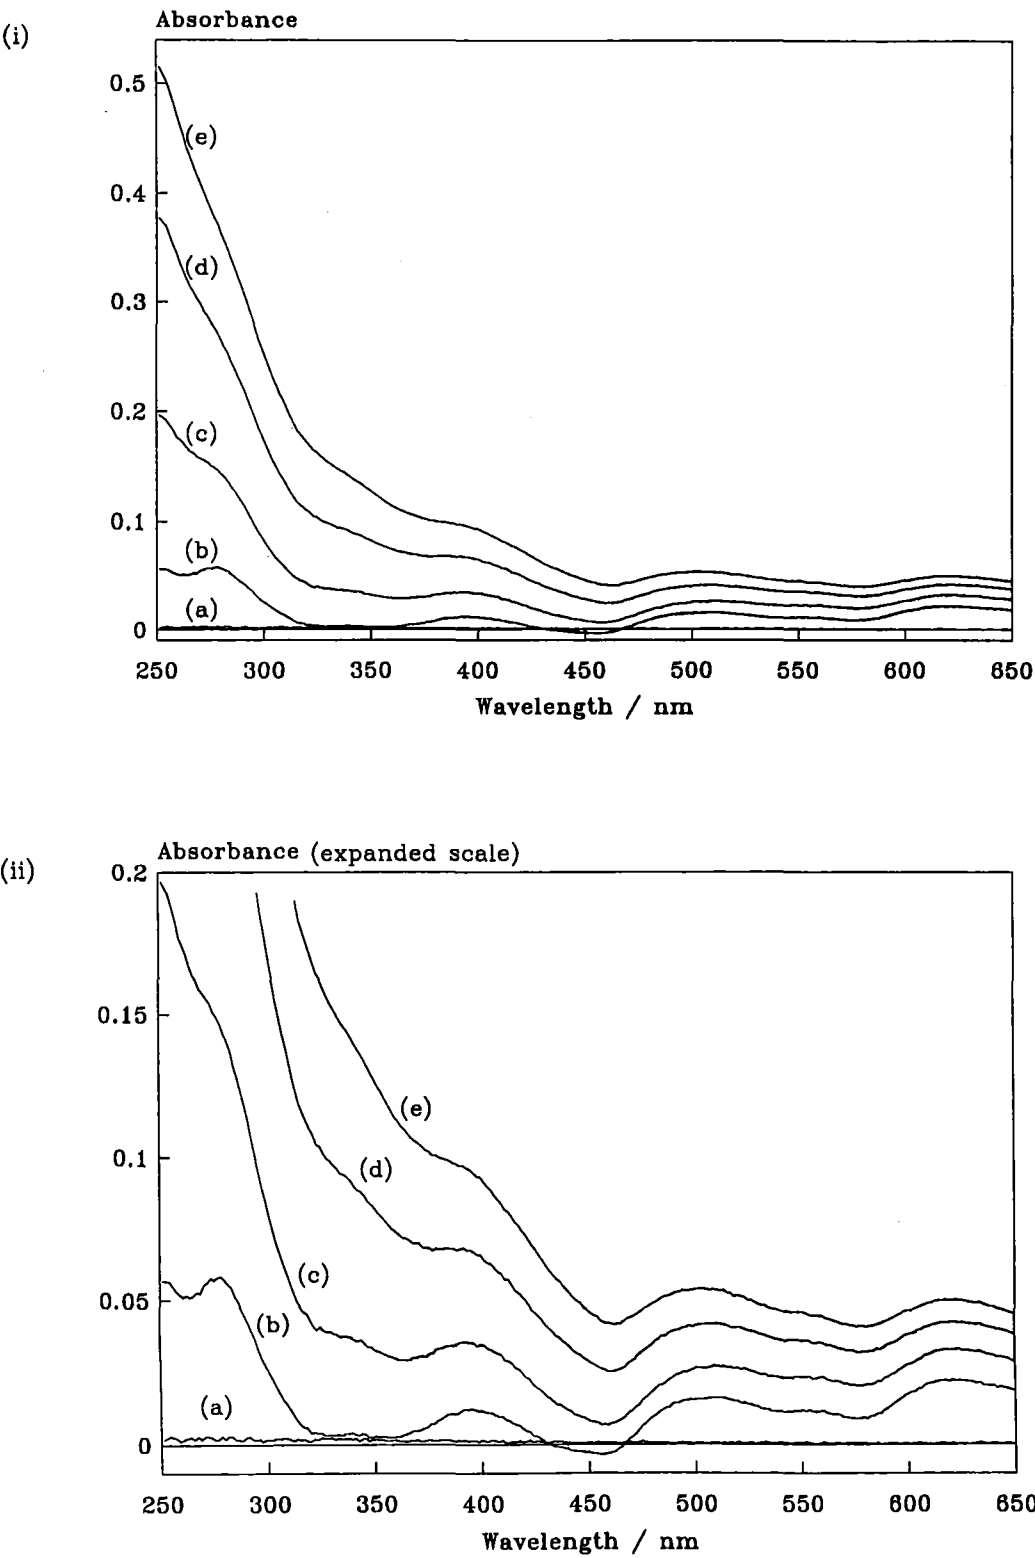 (i)
Absorbance
0.5
(e)
0.4
(d)
0.3
0.2
(c)
0.1
(b)
(a)
0
250 300 350 400 450 500 550 600 650
Wavelength / nm
(ii)
Absorbance (expanded scale)
0.2
0.15
(e)
0.1
(d)
(c)
0.05
(b)
(a)
0
250 300 350 400 450 500 550 600 650
Wavelength / nm